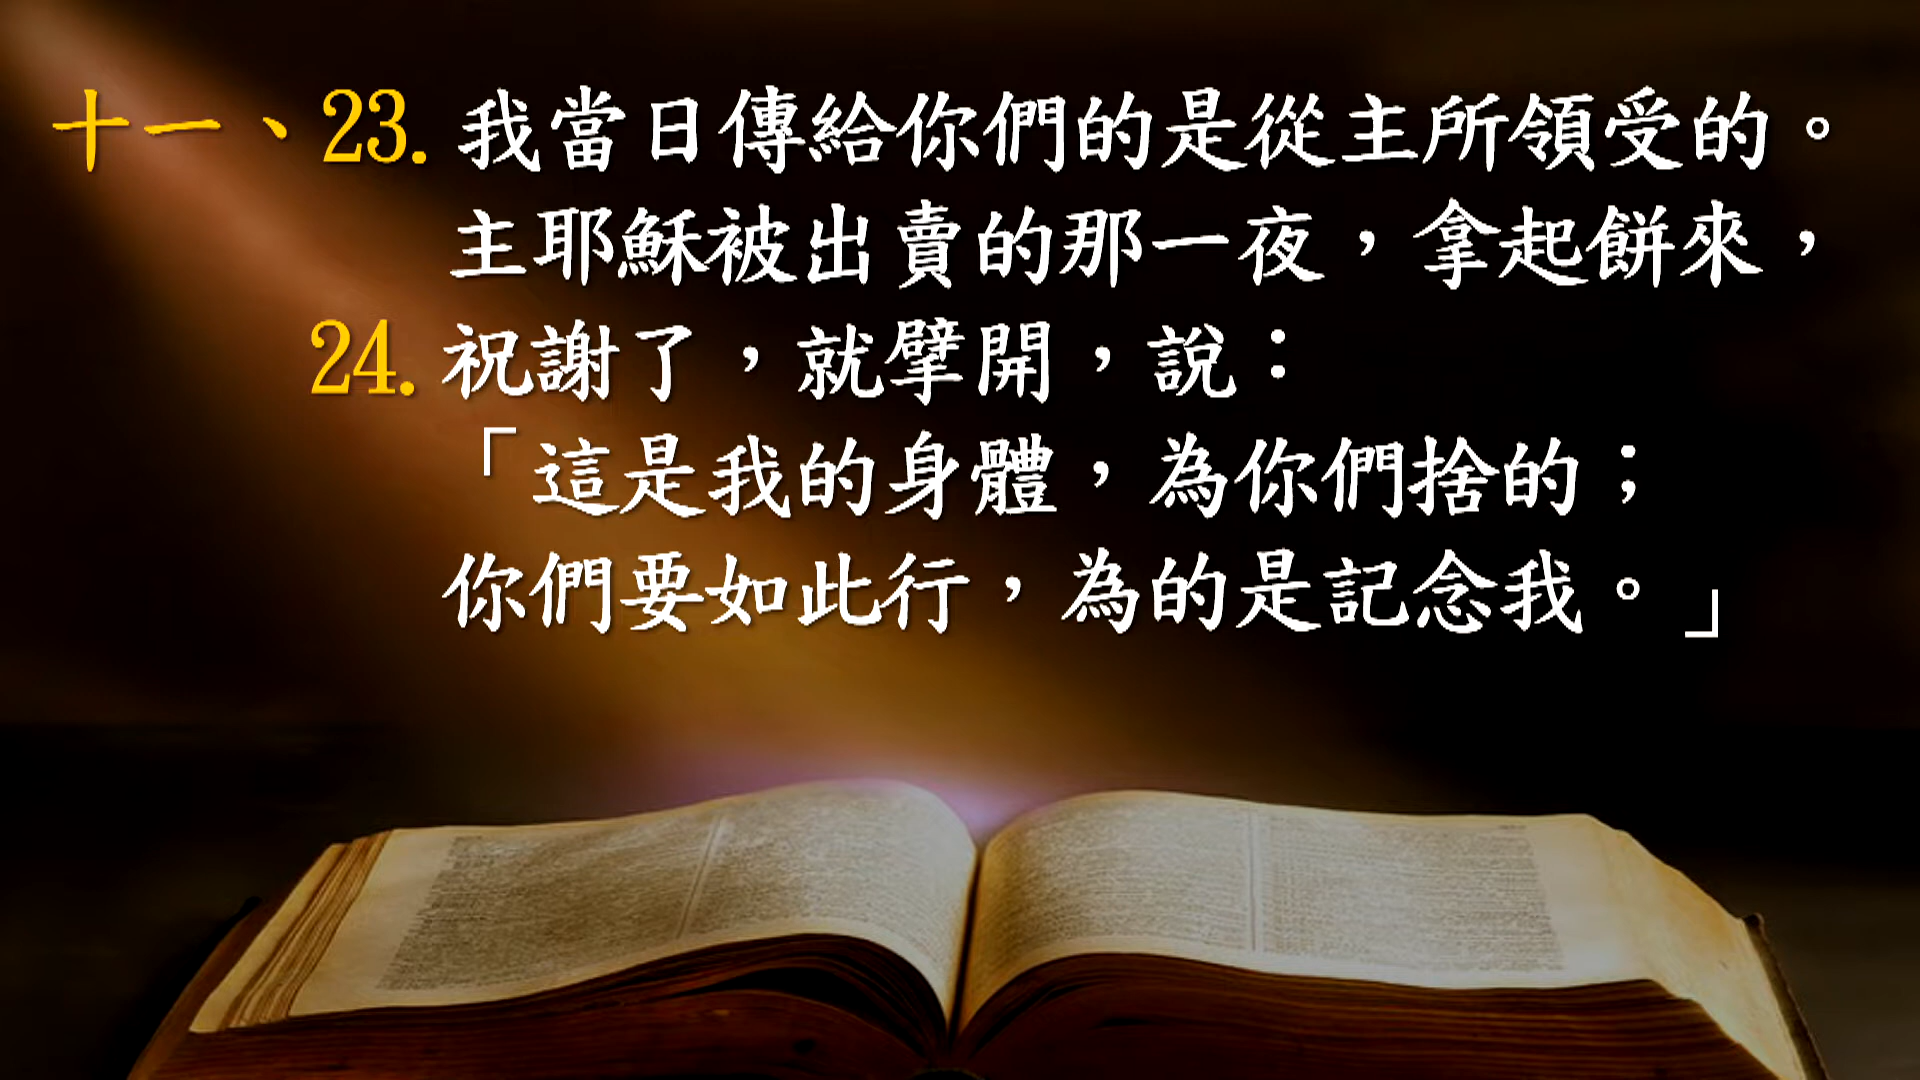 十一、23. 我當日傳給你們的是從主所領受的。
主耶穌被出賣的那一夜，拿起餅來，
24. 祝謝了，就擘開，說：
「這是我的身體，為你們捨的；
你們要如此行，為的是記念我。」